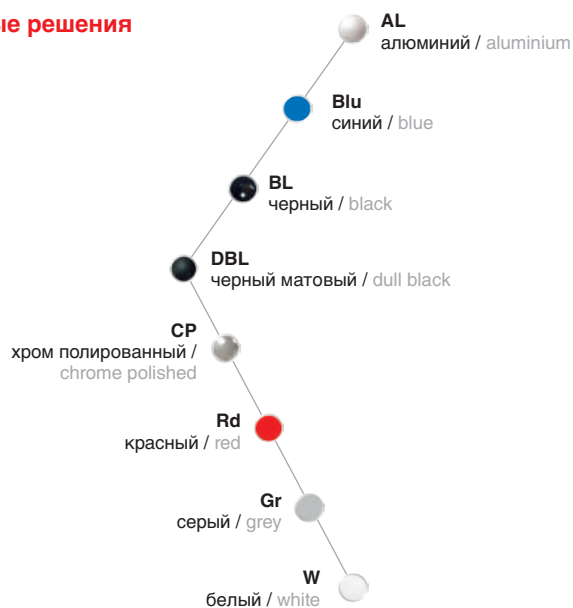 ые решения
AL
алюминий / aluminium
Blu
синий / blue
BL
черный / black
DBL
черный матовый / dull black
CP
хром полированный /
chrome polished
Rd
красный / red
Gr
серый / grey
W
белый / white